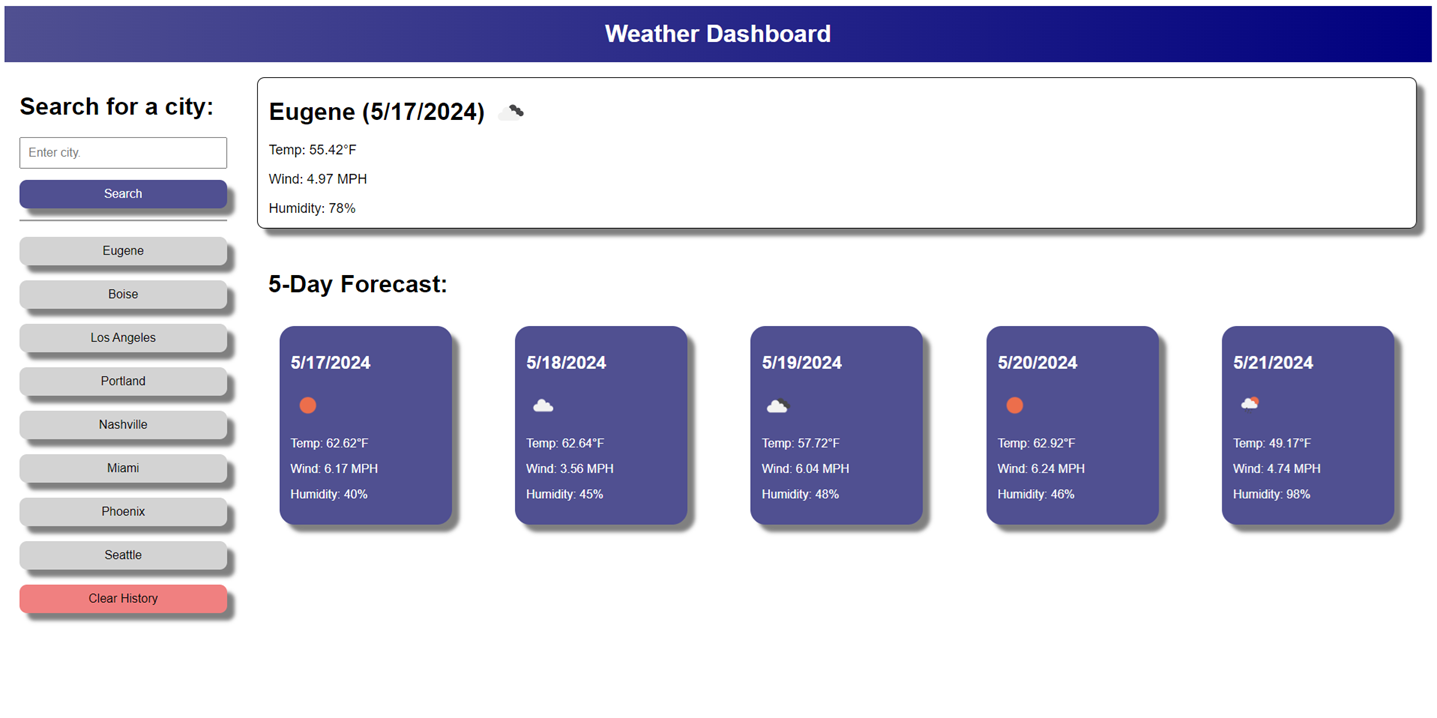 Weather Dashboard
Search for a city:
Enter city.
Search
Eugene
Boise
Los Angeles
Portland
Nashville
Miami
Phoenix
Seattle
Clear History
Eugene (5/17/2024)
Temp: 55.42°F
Wind: 4.97 MPH
Humidity: 78%
5-Day Forecast:
5/17/2024
Temp: 62.62°F
Wind: 6.17 MPH
Humidity: 40%
5/18/2024
Temp: 62.64°F
Wind: 3.56 MPH
Humidity: 45%
5/19/2024
Temp: 57.72°F
Wind: 6.04 MPH
Humidity: 48%
5/20/2024
Temp: 62.92°F
Wind: 6.24 MPH
Humidity: 46%
5/21/2024
Temp: 49.17°F
Wind: 4.74 MPH
Humidity: 98%